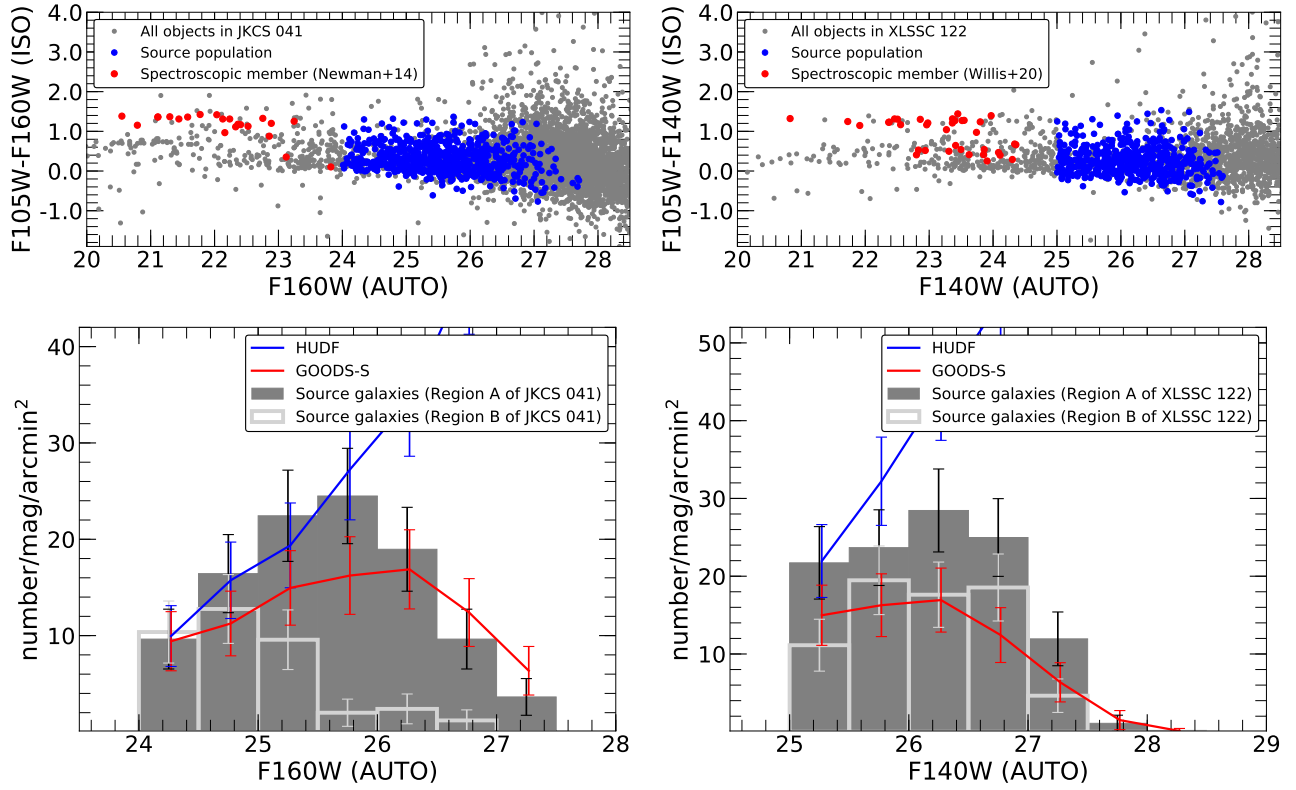 F105W-F160W (ISO)
4.0
3.0
2.0
1.0
0.0
-1.0
All objects in JKCS 041
Source population
Spectroscopic member (Newman+14)
20 21 22 23 24 25 26 27 28
F160W (AUTO)
F105W-F140W (ISO)
4.0
3.0
2.0
1.0
0.0
-1.0
All objects in XLSSC 122
Source population
Spectroscopic member (Willis+20)
20 21 22 23 24 25 26 27 28
F140W (AUTO)
number/mag/arcmin²
40
30
20
10
HUDF
GOODS-S
Source galaxies (Region A of JKCS 041)
Source galaxies (Region B of JKCS 041)
24 25 26 27 28
F160W (AUTO)
number/mag/arcmin²
50
40
30
20
10
HUDF
GOODS-S
Source galaxies (Region A of XLSSC 122)
Source galaxies (Region B of XLSSC 122)
25 26 27 28 29
F140W (AUTO)